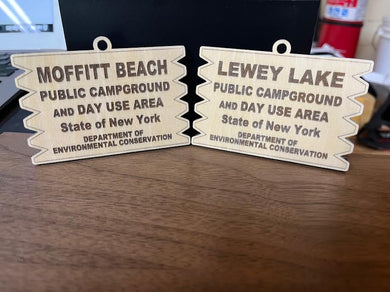 MOFFITT BEACH
PUBLIC CAMPGROUND
AND DAY USE AREA
State of New York
DEPARTMENT OF
ENVIRONMENTAL CONSERVATION
LEWEY LAKE
PUBLIC CAMPGROUND
AND DAY USE AREA
State of New York
DEPARTMENT OF
ENVIRONMENTAL CONSERVATION